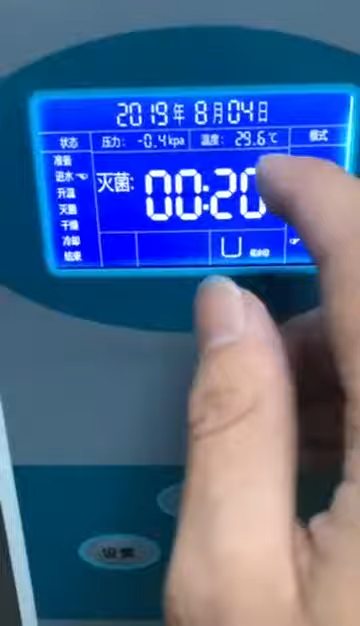 2019年 8月04日
状态 压力: -0.4kpa 温度: 29.6℃ 模式
准备
进水
升温
灭菌
干燥
冷却
结束
灭菌: 00:20
设置